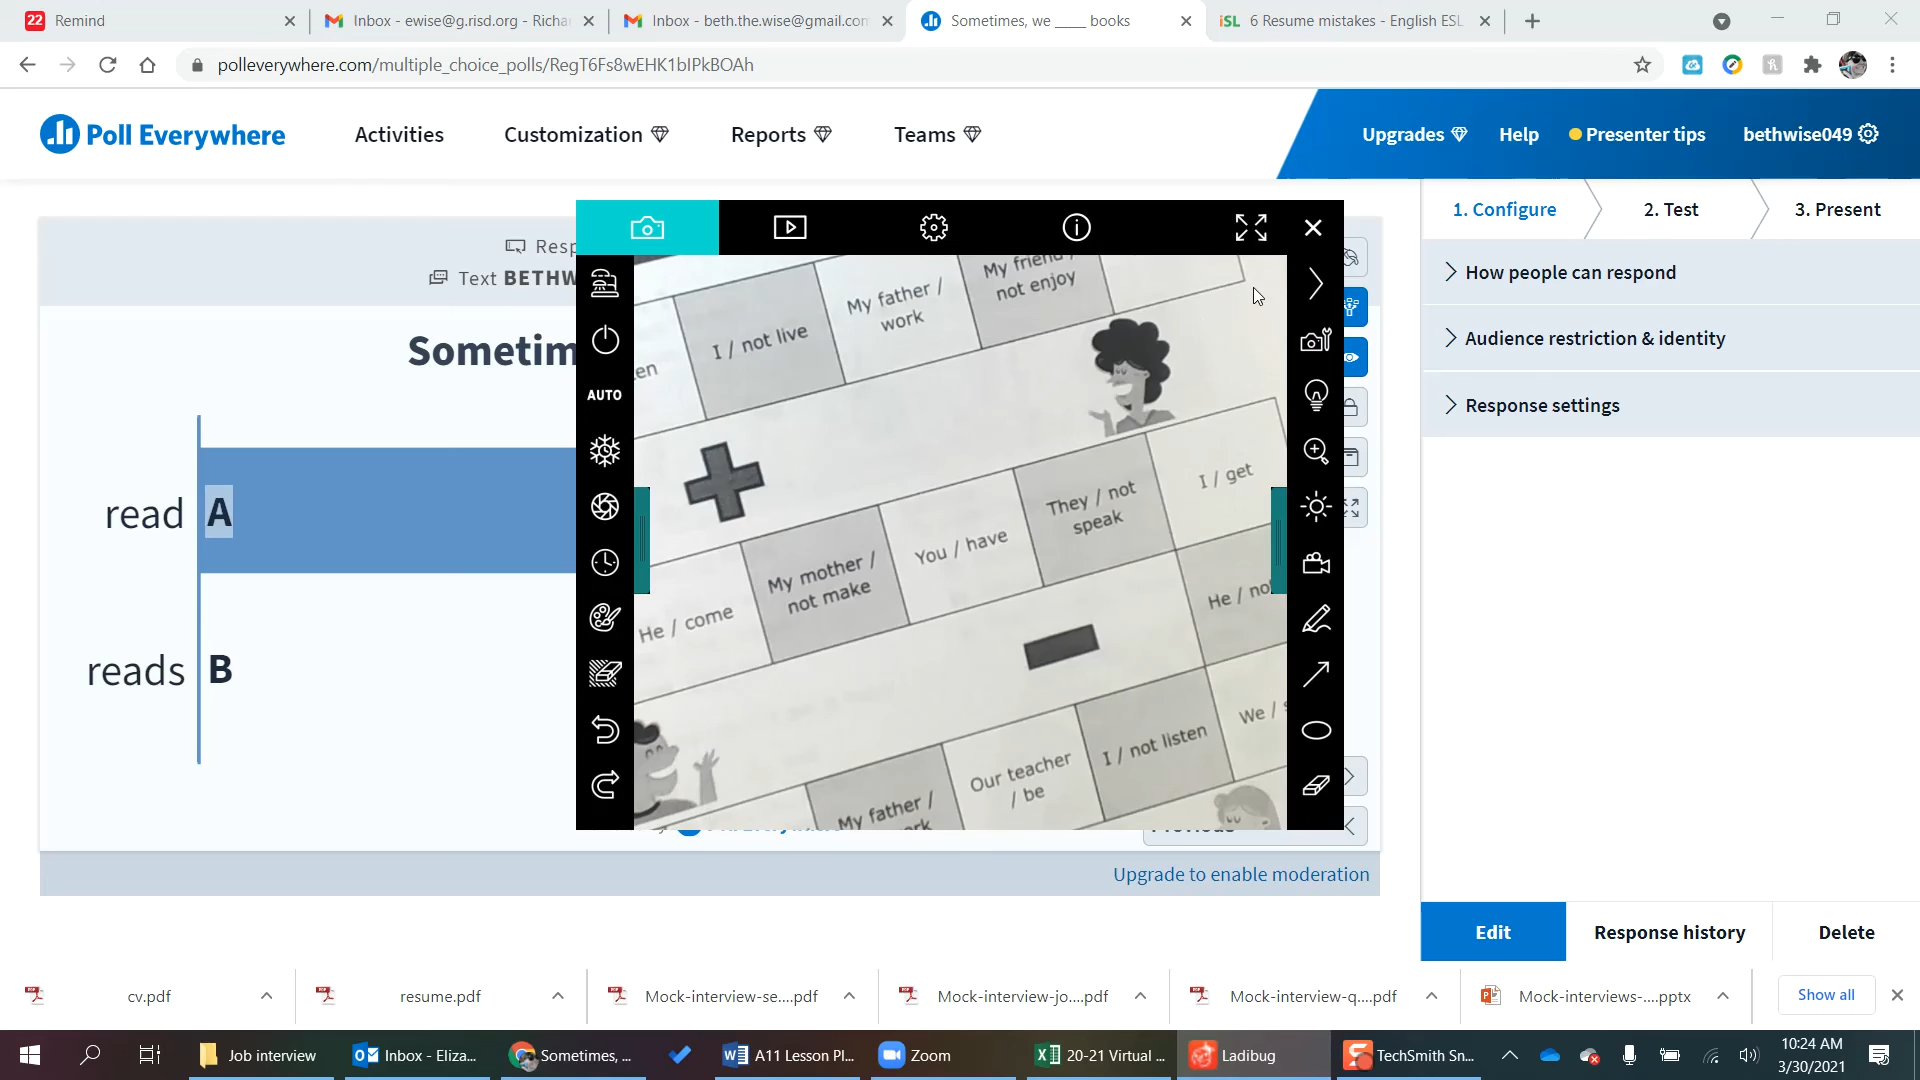 Remind
Inbox - ewise@g.risd.org - Richa
Inbox - beth.the.wise@gmail.com
Sometimes, we ____ books
iSL 6 Resume mistakes - English ESL
polleverywhere.com/multiple_choice_polls/RegT6Fs8wEHK1bIPkBOAh
Poll Everywhere
Activities
Customization
Reports
Teams
Upgrades
Help
Presenter tips
bethwise049
1. Configure
2. Test
3. Present
Resp
Text BETHW
How people can respond
Sometim
Audience restriction & identity
Response settings
read A
reads B
AUTO
I / not live
My father /
work
My friend /
not enjoy
en
I / get
They / not
speak
You / have
My mother /
not make
He / come
He / no
We / s
I / not listen
Our teacher
/ be
My father /
Previous
Upgrade to enable moderation
Edit
Response history
Delete
cv.pdf
resume.pdf
Mock-interview-se....pdf
Mock-interview-jo....pdf
Mock-interview-q....pdf
Mock-interviews-....pptx
Show all
Job interview
Inbox - Eliza...
Sometimes, ...
A11 Lesson Pl...
Zoom
20-21 Virtual ...
Ladibug
TechSmith Sn...
10:24 AM
3/30/2021